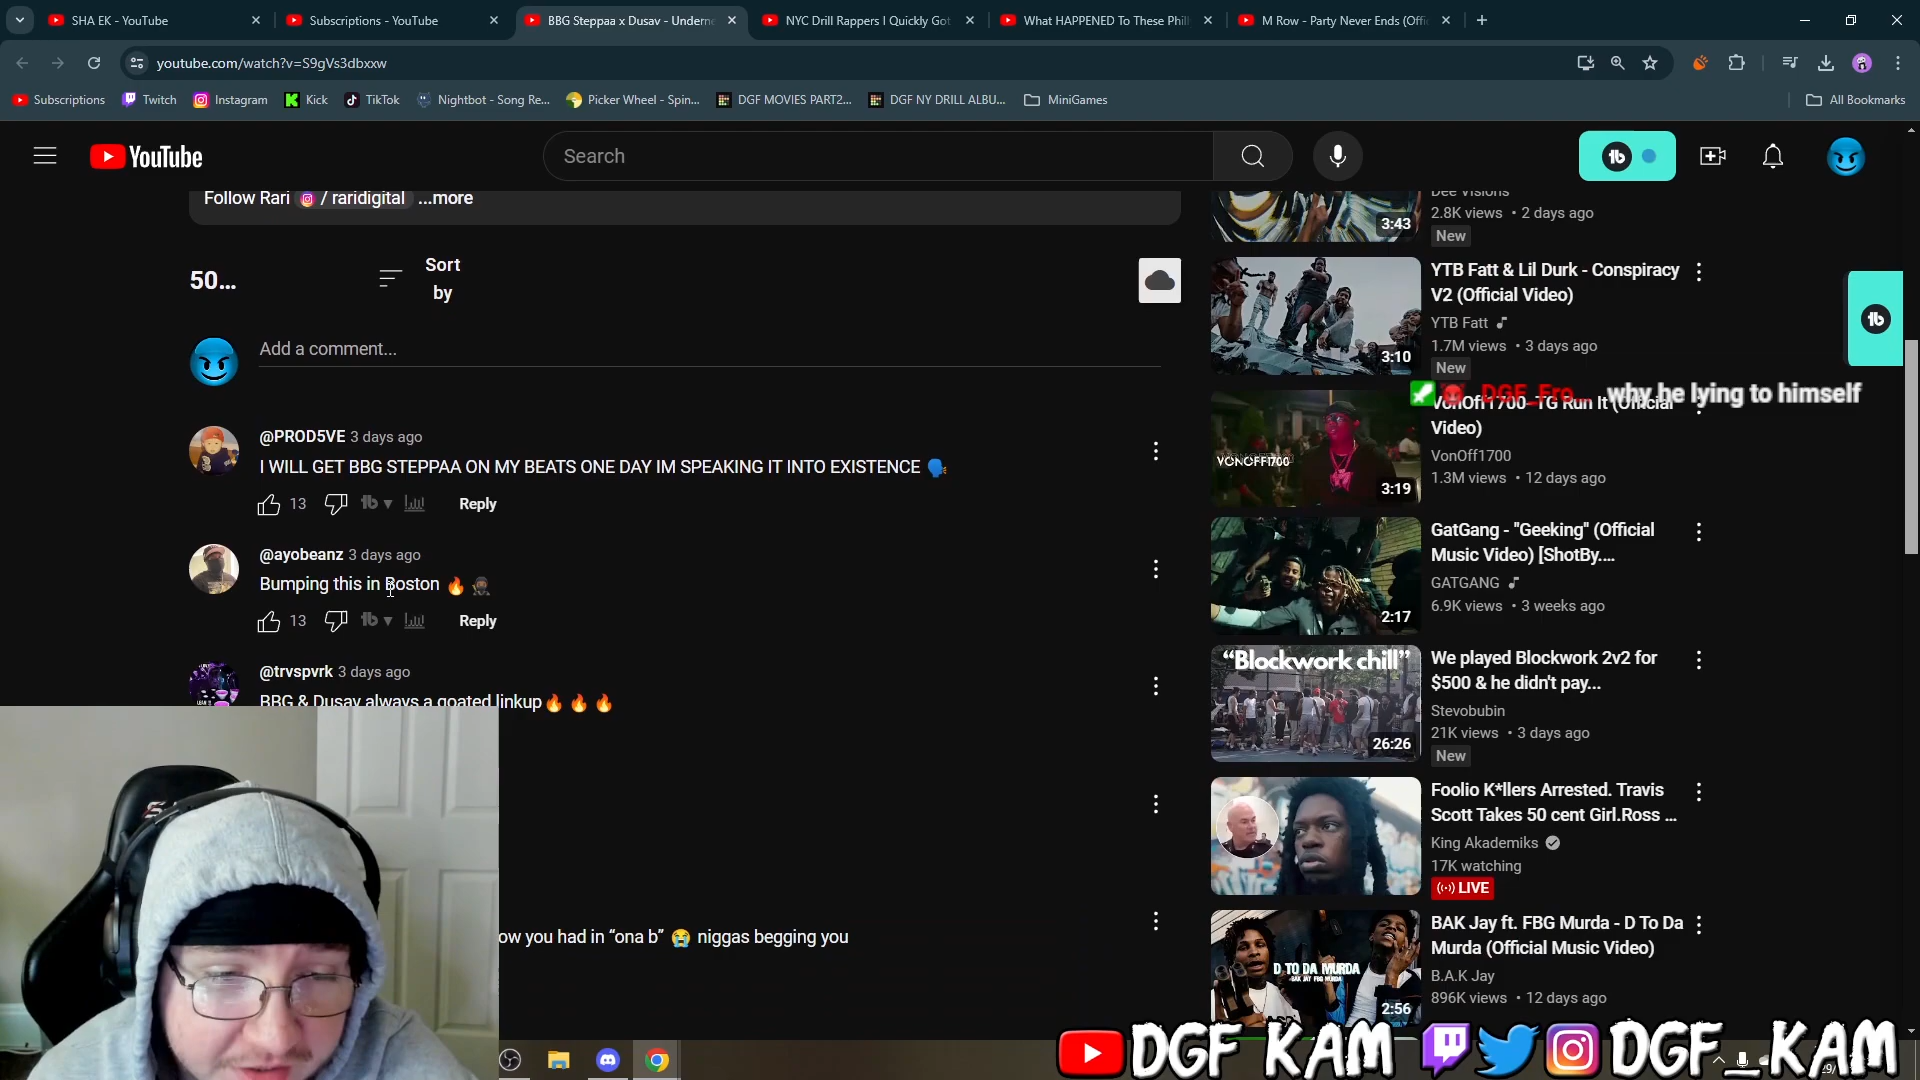 SHA EK - YouTube
Subscriptions - YouTube
BBG Steppaa x Dusav - Undern
NYC Drill Rappers I Quickly Got
What HAPPENED To These Phil
M Row - Party Never Ends (Offi
youtube.com/watch?v=S9gVs3dbxxw
Subscriptions
Twitch
Instagram
Kick
TikTok
Nightbot - Song Re...
Picker Wheel - Spin...
DGF MOVIES PART2...
DGF NY DRILL ALBU...
MiniGames
All Bookmarks
YouTube
Search
Follow Rari / raridigital ...more
50...
Sort
by
Add a comment...
@PROD5VE 3 days ago
I WILL GET BBG STEPPAA ON MY BEATS ONE DAY IM SPEAKING IT INTO EXISTENCE 🗣️
13
Reply
@ayobeanz 3 days ago
Bumping this in Boston 🔥 🥷🏿
13
Reply
@trvspvrk 3 days ago
BBG & Dusav always a goated linkup🔥 🔥 🔥
ow you had in “ona b” 😭 niggas begging you
Dee Visions
2.8K views • 2 days ago
3:43
New
YTB Fatt & Lil Durk - Conspiracy
V2 (Official Video)
YTB Fatt
1.7M views • 3 days ago
3:10
New
DGF_Fro... why he lying to himself
VonOff1700- TG Run It (Official
Video)
VonOff1700
1.3M views • 12 days ago
VONOFF1700
3:19
GatGang - "Geeking" (Official
Music Video) [ShotBy....
GATGANG
6.9K views • 3 weeks ago
2:17
“Blockwork chill”
We played Blockwork 2v2 for
$500 & he didn't pay...
Stevobubin
21K views • 3 days ago
26:26
New
Foolio K*llers Arrested. Travis
Scott Takes 50 cent Girl.Ross ...
King Akademiks
17K watching
LIVE
BAK Jay ft. FBG Murda - D To Da
Murda (Official Music Video)
B.A.K Jay
896K views • 12 days ago
D TO DA MURDA
2:56
DGF KAM
DGF_KAM